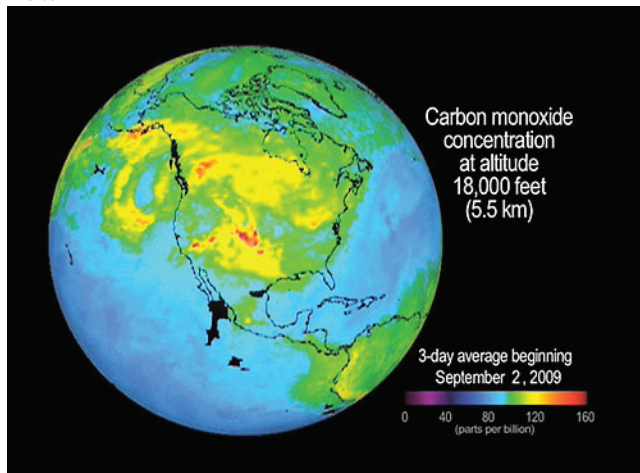 Carbon monoxide
concentration
at altitude
18,000 feet
(5.5 km)
3-day average beginning
September 2, 2009
0 40 80 120 160
(parts per billion)